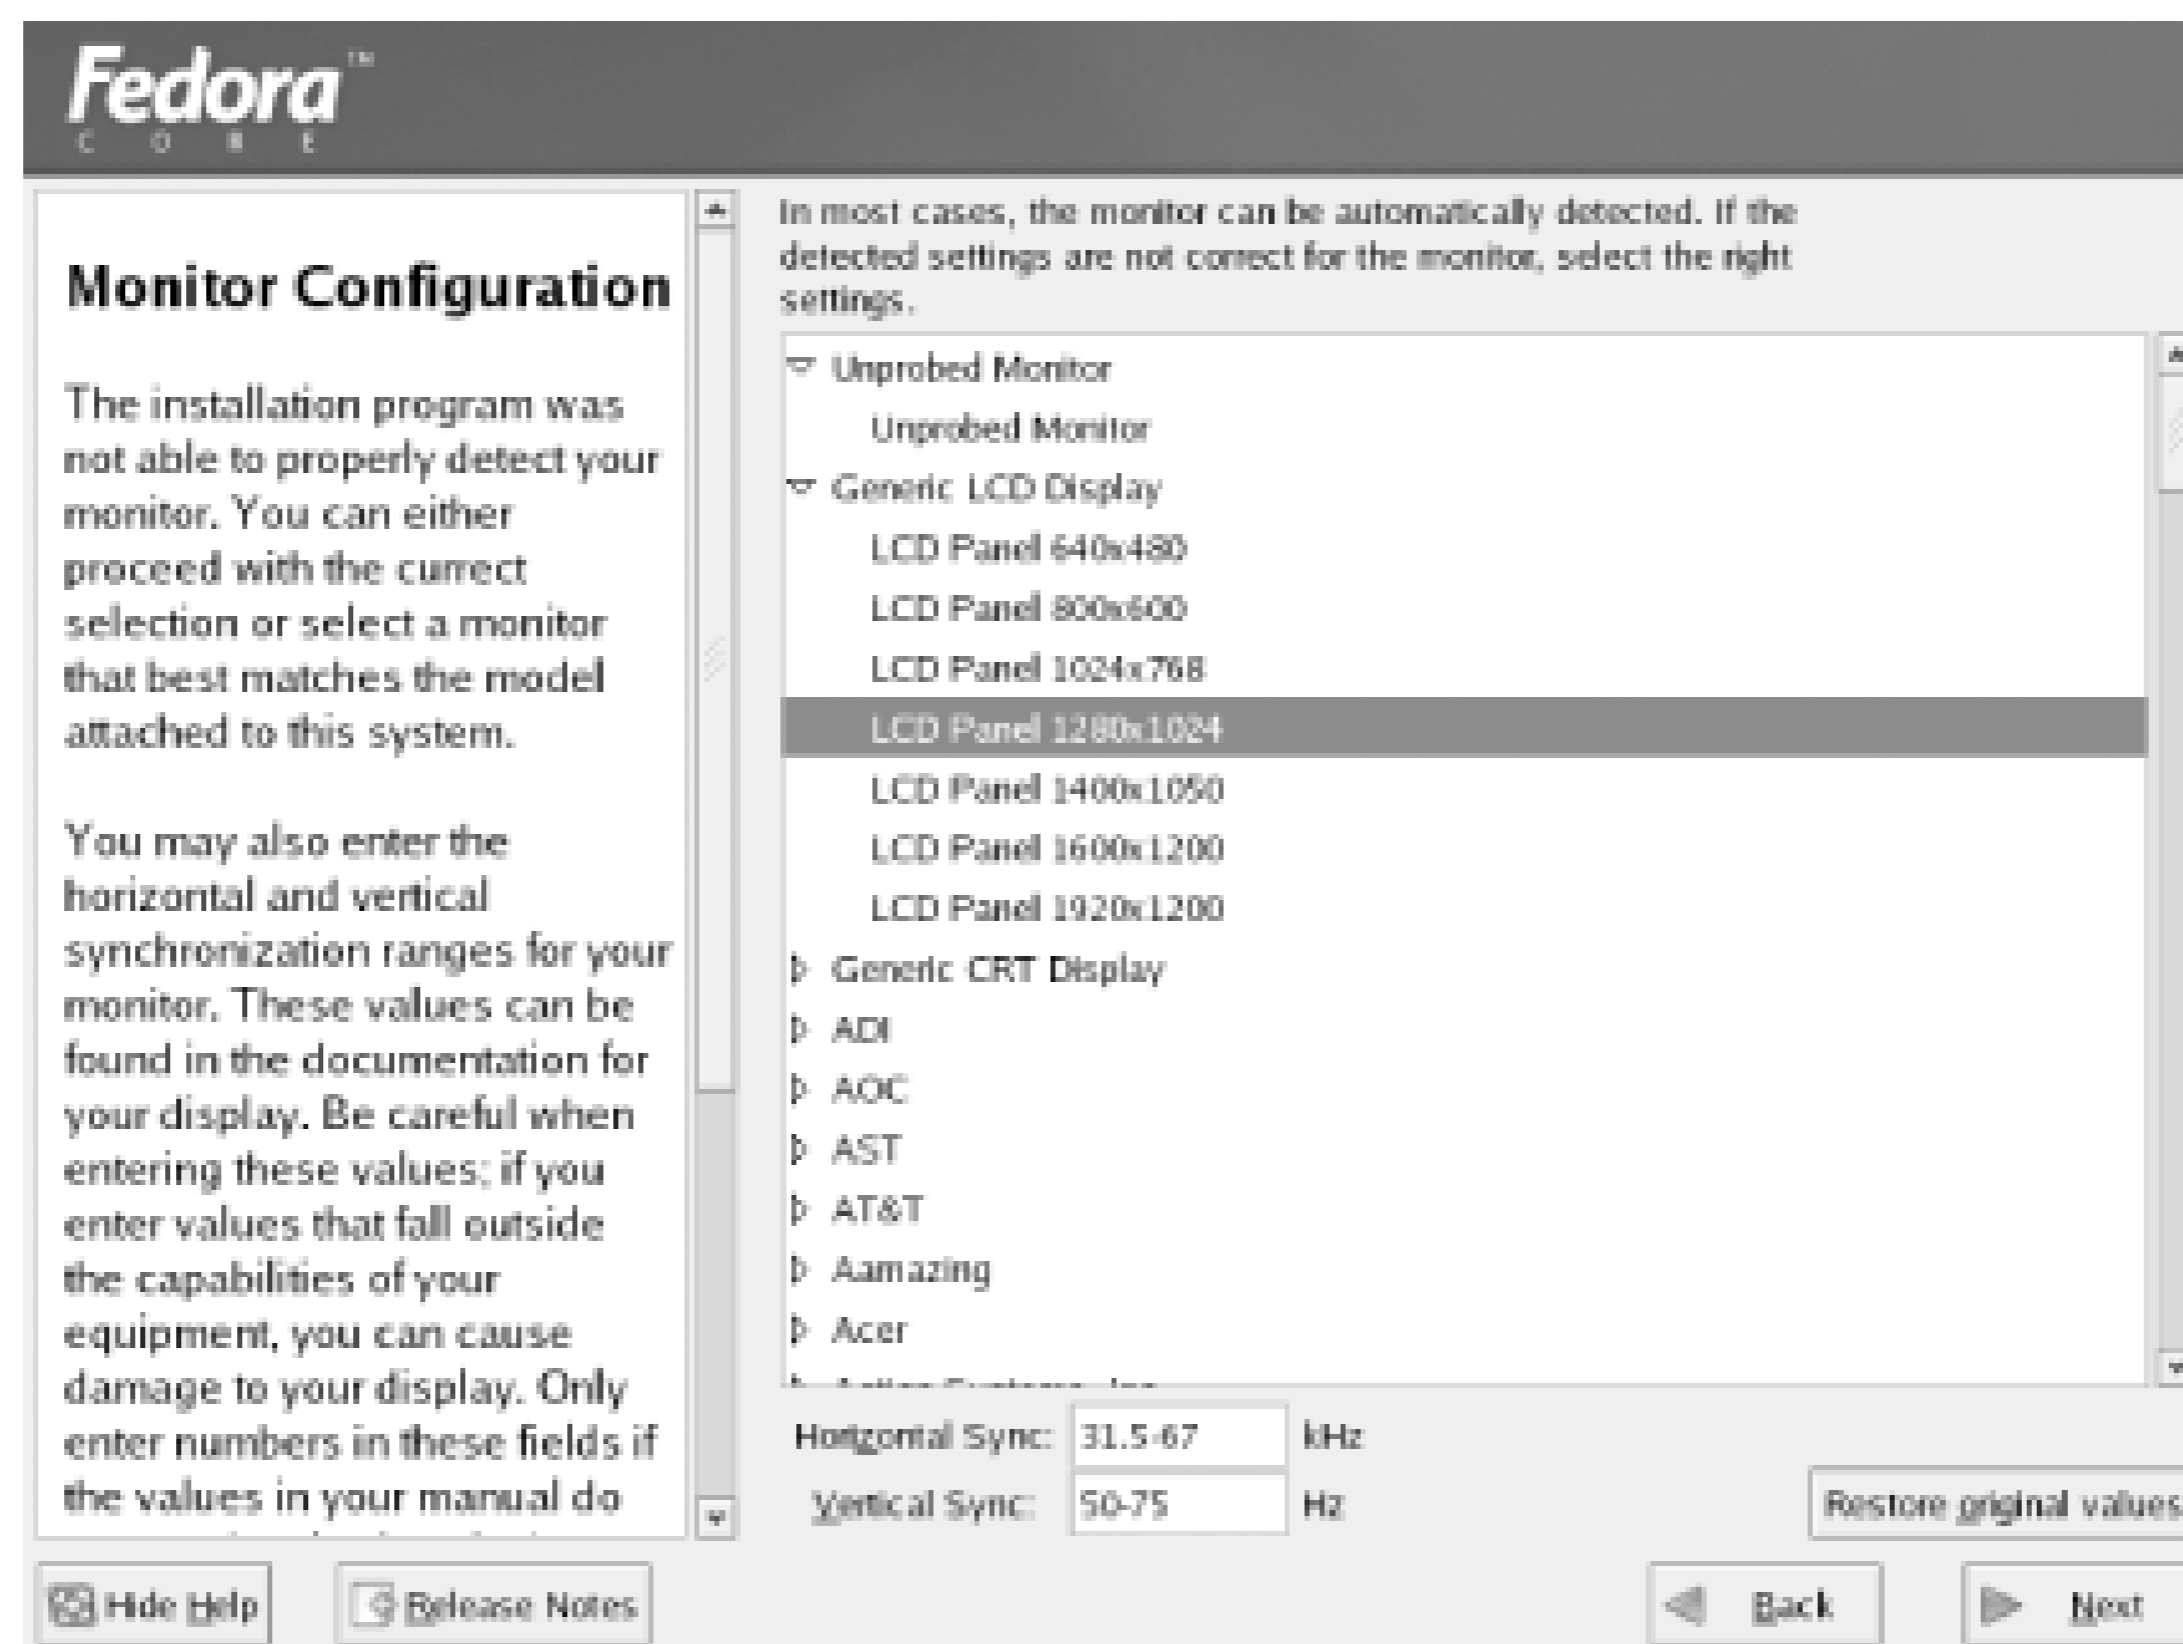 Fedora™
CORE
Monitor Configuration
The installation program was
not able to properly detect your
monitor. You can either
proceed with the currect
selection or select a monitor
that best matches the model
attached to this system.
You may also enter the
horizontal and vertical
synchronization ranges for your
monitor. These values can be
found in the documentation for
your display. Be careful when
entering these values; if you
enter values that fall outside
the capabilities of your
equipment, you can cause
damage to your display. Only
enter numbers in these fields if
the values in your manual do
In most cases, the monitor can be automatically detected. If the
detected settings are not correct for the monitor, select the right
settings.
Unprobed Monitor
Unprobed Monitor
Generic LCD Display
LCD Panel 640x480
LCD Panel 800x600
LCD Panel 1024x768
LCD Panel 1280x1024
LCD Panel 1400x1050
LCD Panel 1600x1200
LCD Panel 1920x1200
Generic CRT Display
ADI
AOC
AST
AT&T
Aamazing
Acer
Horizontal Sync: 31.5-67 kHz
Vertical Sync: 50-75 Hz
Restore original values
Hide Help
Release Notes
Back
Next